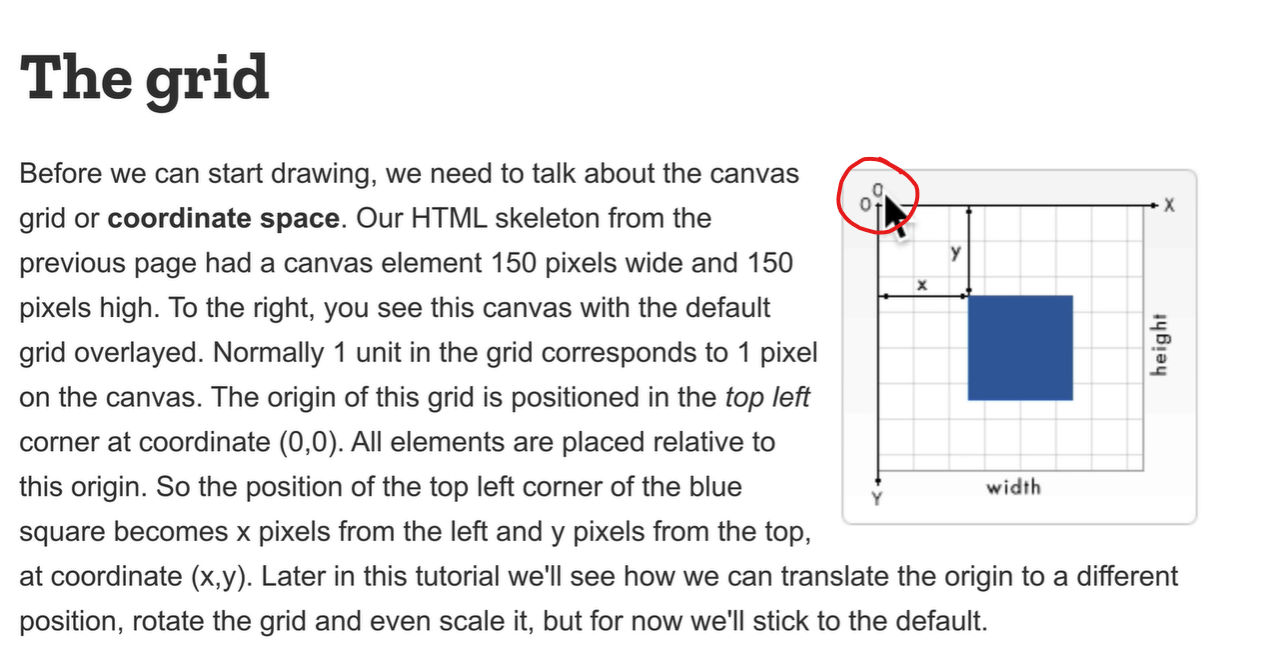 The grid
Before we can start drawing, we need to talk about the canvas
grid or coordinate space. Our HTML skeleton from the
previous page had a canvas element 150 pixels wide and 150
pixels high. To the right, you see this canvas with the default
grid overlayed. Normally 1 unit in the grid corresponds to 1 pixel
on the canvas. The origin of this grid is positioned in the top left
corner at coordinate (0,0). All elements are placed relative to
this origin. So the position of the top left corner of the blue
square becomes x pixels from the left and y pixels from the top,
at coordinate (x,y). Later in this tutorial we'll see how we can translate the origin to a different
position, rotate the grid and even scale it, but for now we'll stick to the default.
0
0
X
y
x
height
width
Y